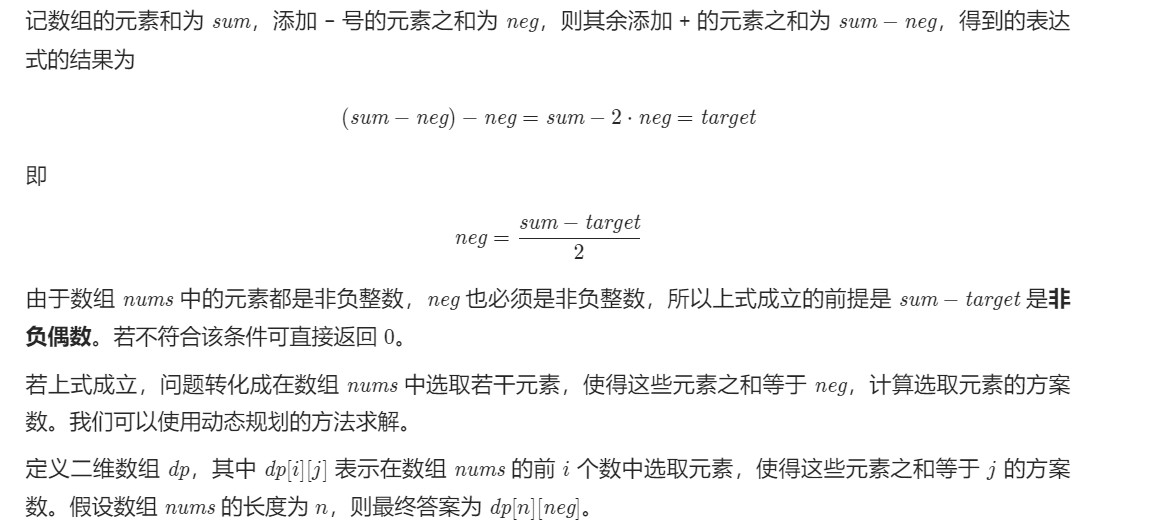 记数组的元素和为 sum，添加 - 号的元素之和为 neg，则其余添加 + 的元素之和为 sum − neg，得到的表达
式的结果为
(sum − neg) − neg = sum − 2 · neg = target
即
neg = \frac{sum − target}{2}
由于数组 nums 中的元素都是非负整数，neg 也必须是非负整数，所以上式成立的前提是 sum − target 是非
负偶数。若不符合该条件可直接返回 0。
若上式成立，问题转化成在数组 nums 中选取若干元素，使得这些元素之和等于 neg，计算选取元素的方案
数。我们可以使用动态规划的方法求解。
定义二维数组 dp，其中 dp[i][j] 表示在数组 nums 的前 i 个数中选取元素，使得这些元素之和等于 j 的方案
数。假设数组 nums 的长度为 n，则最终答案为 dp[n][neg]。